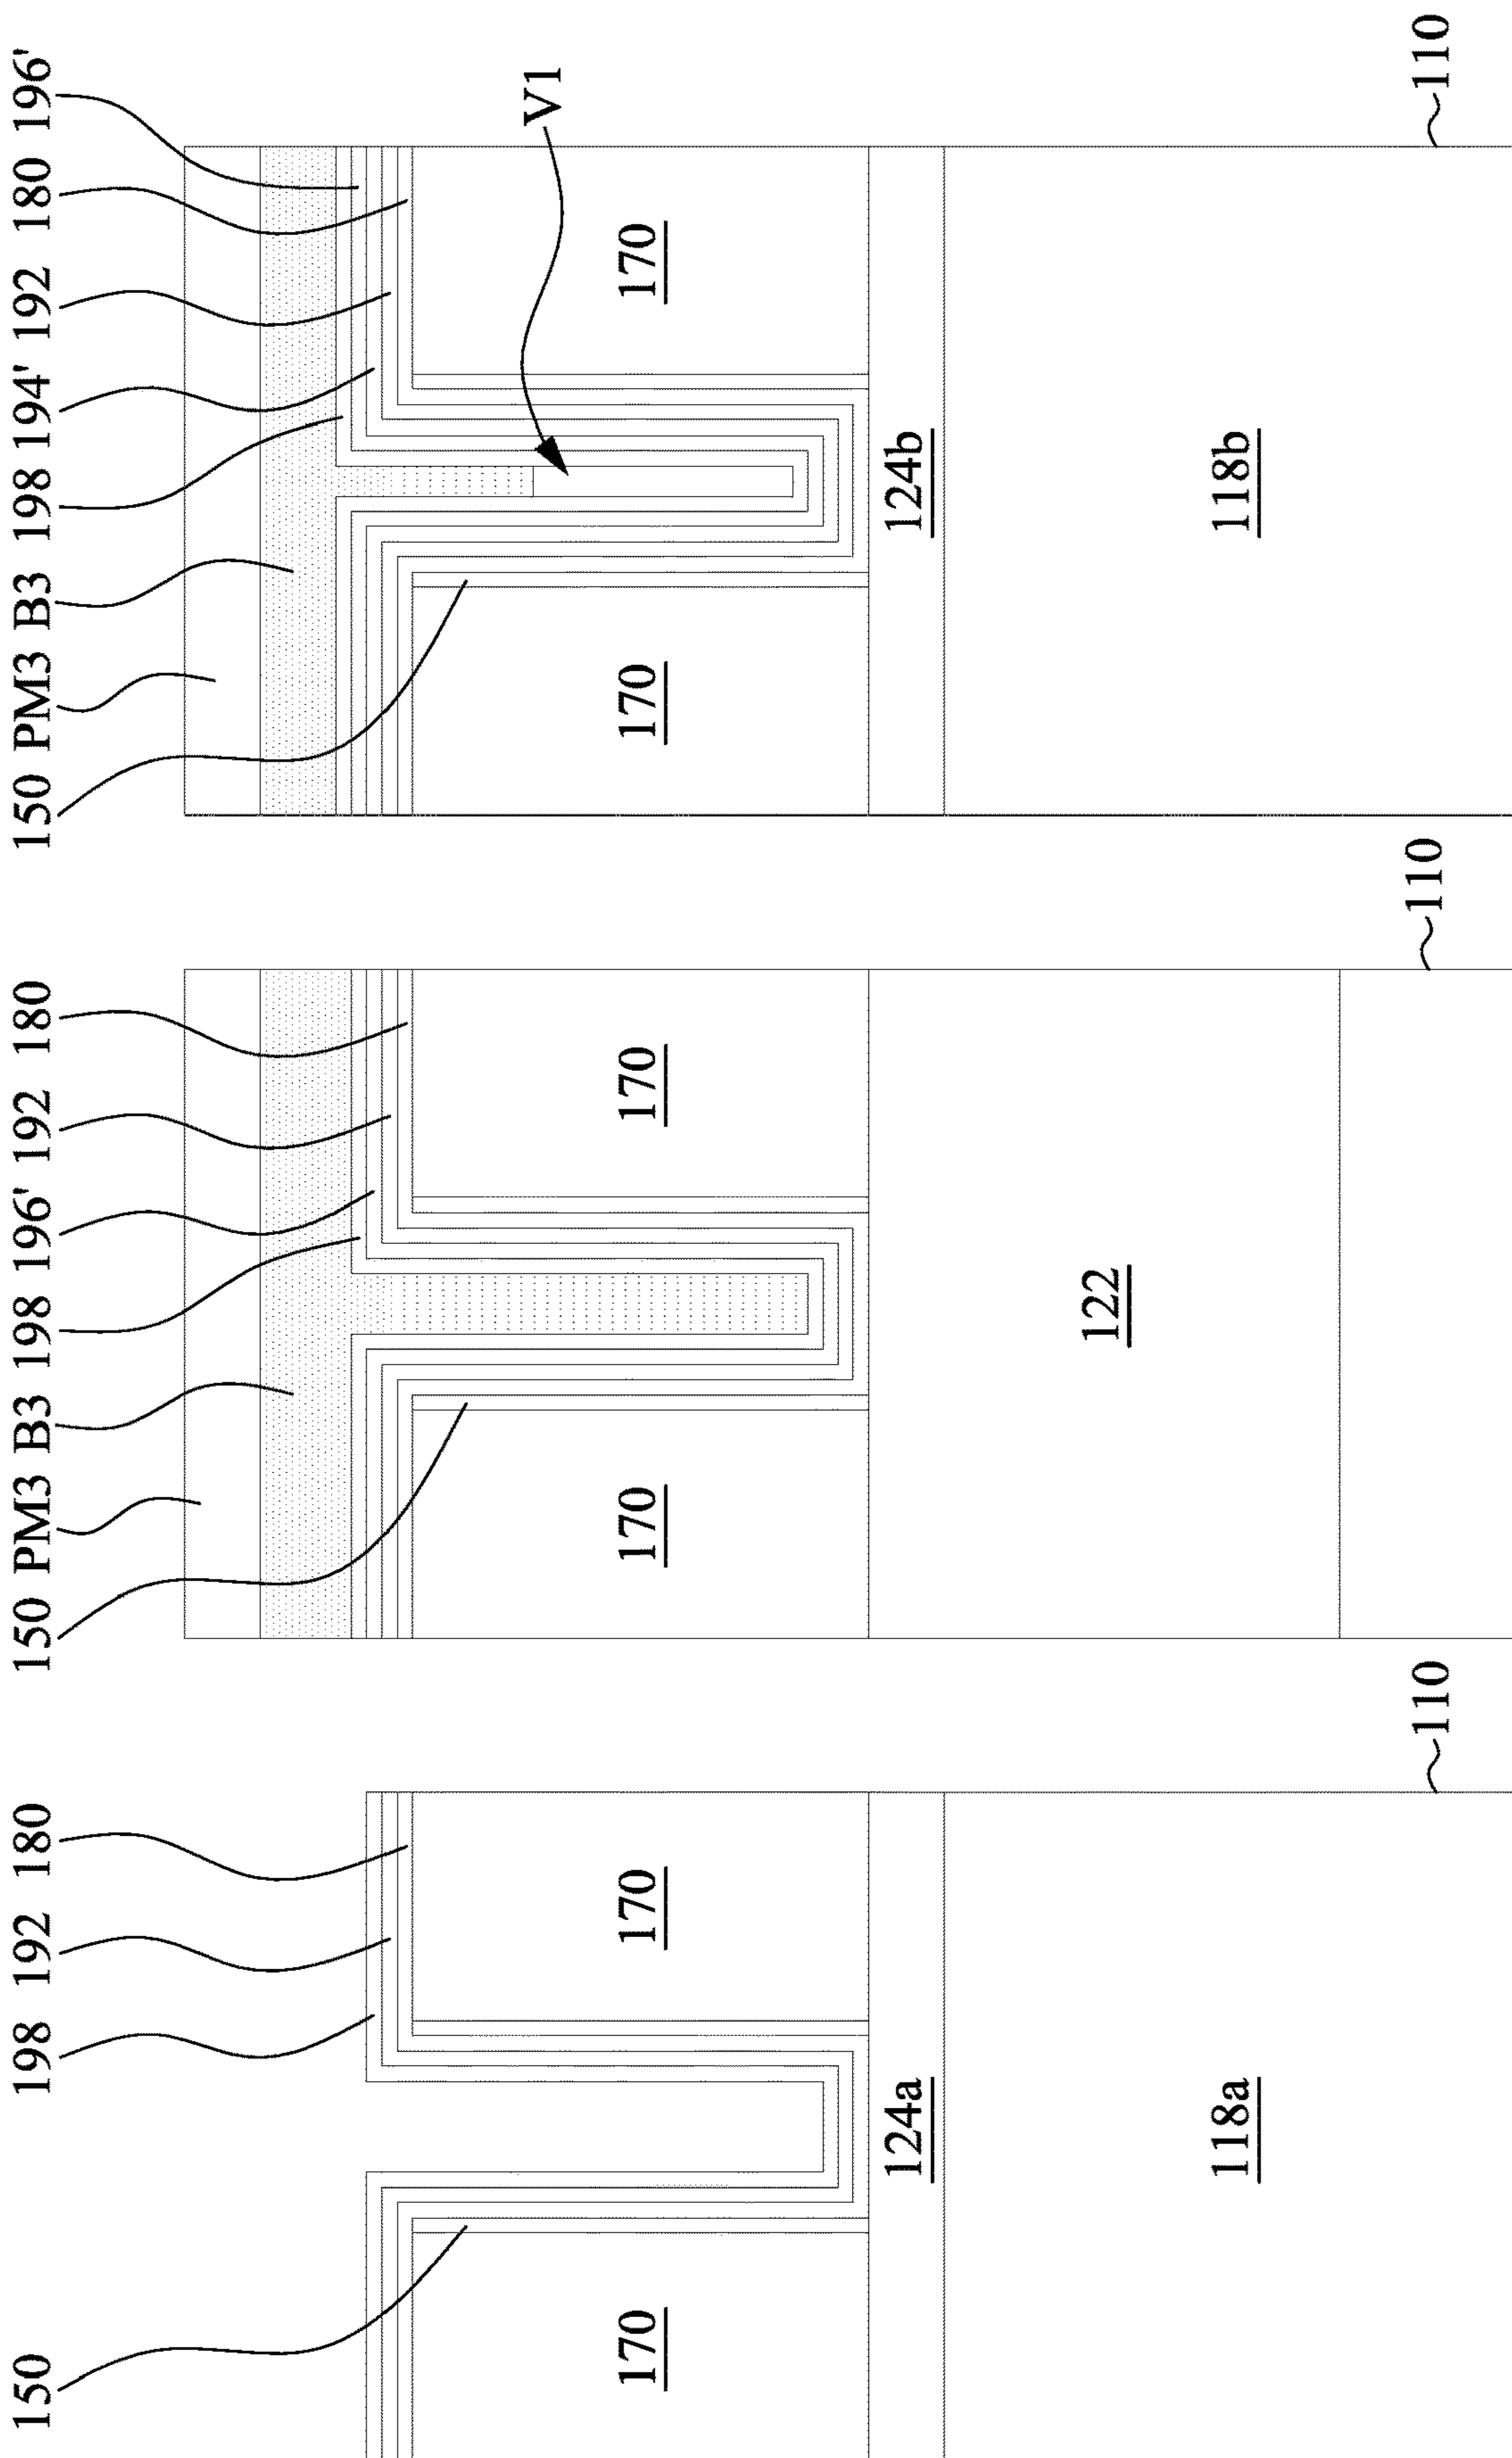 150 198 192 180
150 PM3 B3 198 196' 192 180
150 PM3 B3 198 194' 192 180 196'
V1
170 170 170 170 170 170
124a 124b
122
118a 118b
110 110 110